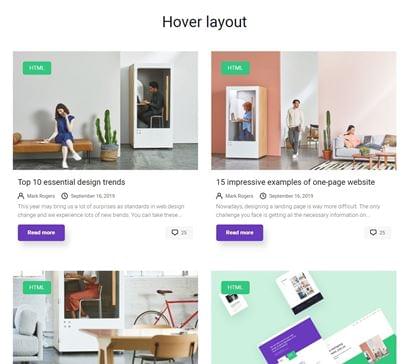 Hover layout
HTML
HTML
Top 10 essential design trends
Mark Rogers September 16, 2019
This year may bring us a lot of surprises as standards in web design
change and we experience lots of new trends. You can take these...
Read more
25
15 impressive examples of one-page website
Mark Rogers September 16, 2019
Nowadays, designing a landing page is way more difficult. The only
challenge you face is getting all the necessary information on...
Read more
25
HTML
HTML